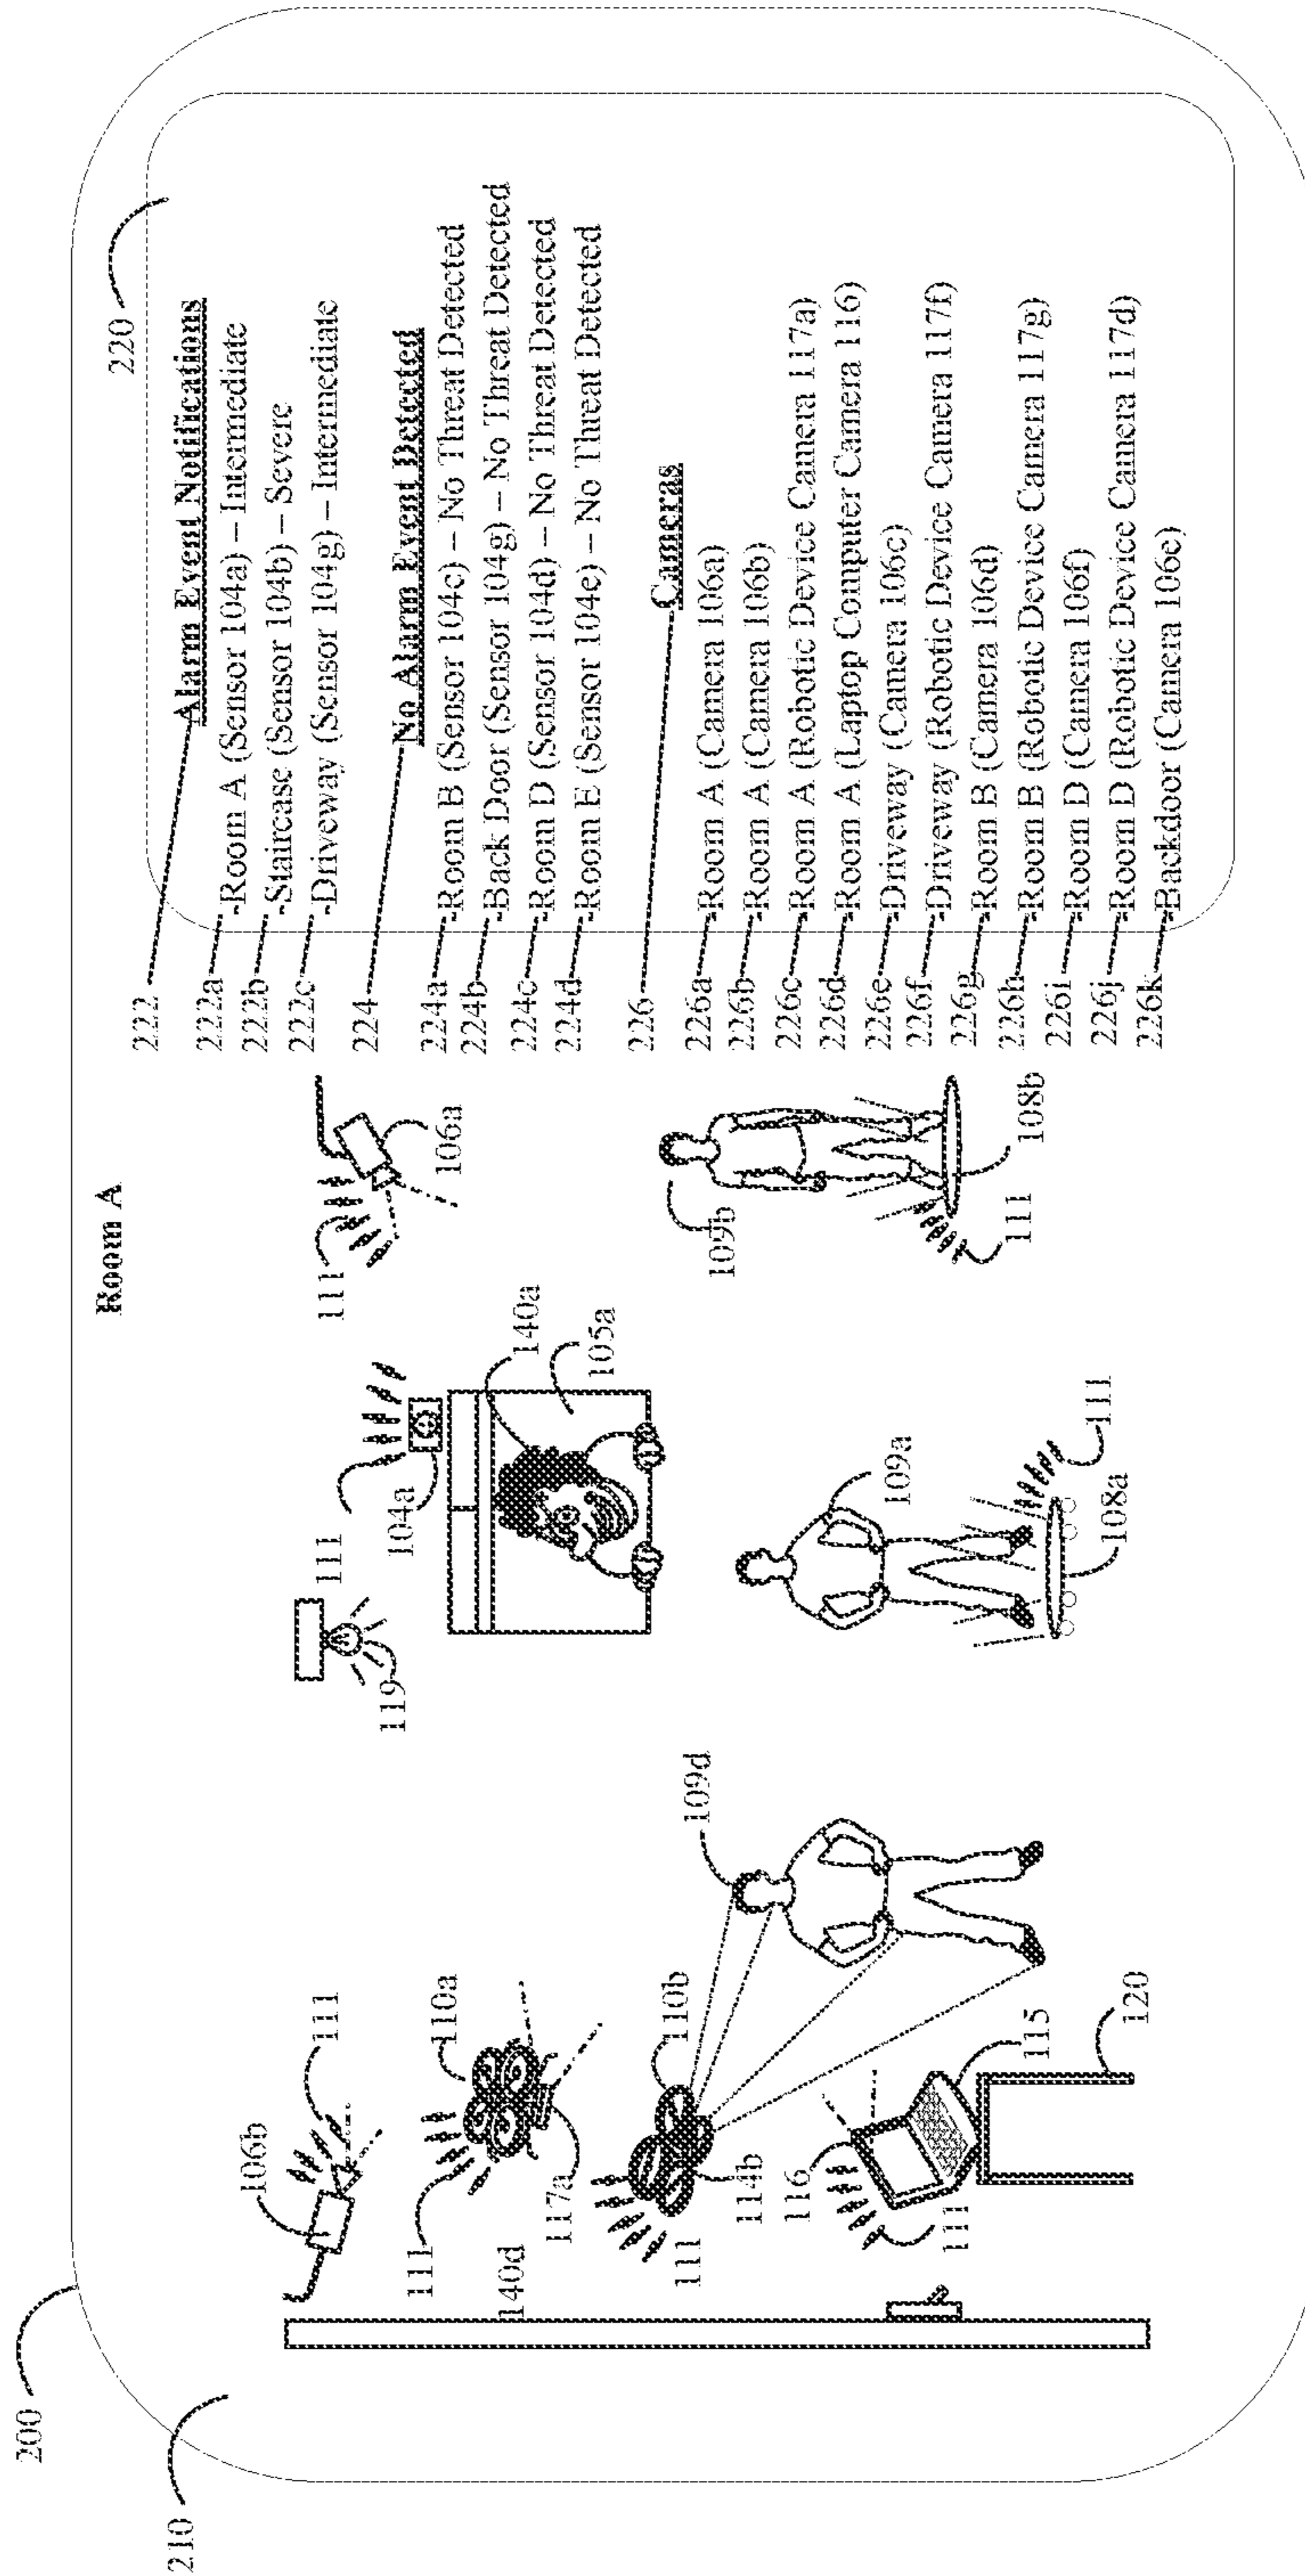 200
210
220
Room A
222 Alarm Event Notifications
222a -Room A (Sensor 104a) – Intermediate
222b -Staircase (Sensor 104b) – Severe
222c -Driveway (Sensor 104g) – Intermediate
224 No Alarm Event Detected
224a -Room B (Sensor 104c) – No Threat Detected
224b -Back Door (Sensor 104g) – No Threat Detected
224c -Room D (Sensor 104d) – No Threat Detected
224d -Room E (Sensor 104e) – No Threat Detected
226 Cameras
226a -Room A (Camera 106a)
226b -Room A (Camera 106b)
226c -Room A (Robotic Device Camera 117a)
226d -Room A (Laptop Computer Camera 116)
226e -Driveway (Camera 106c)
226f -Driveway (Robotic Device Camera 117f)
226g -Room B (Camera 106d)
226h -Room B (Robotic Device Camera 117g)
226i -Room D (Camera 106f)
226j -Room D (Robotic Device Camera 117d)
226k -Backdoor (Camera 106e)
106b
111
111
110a
140d
117a
111
110b
114b
109d
116
111
115
120
119
111
104a
140a
105a
109a
111
108a
111
106a
109b
111
108b